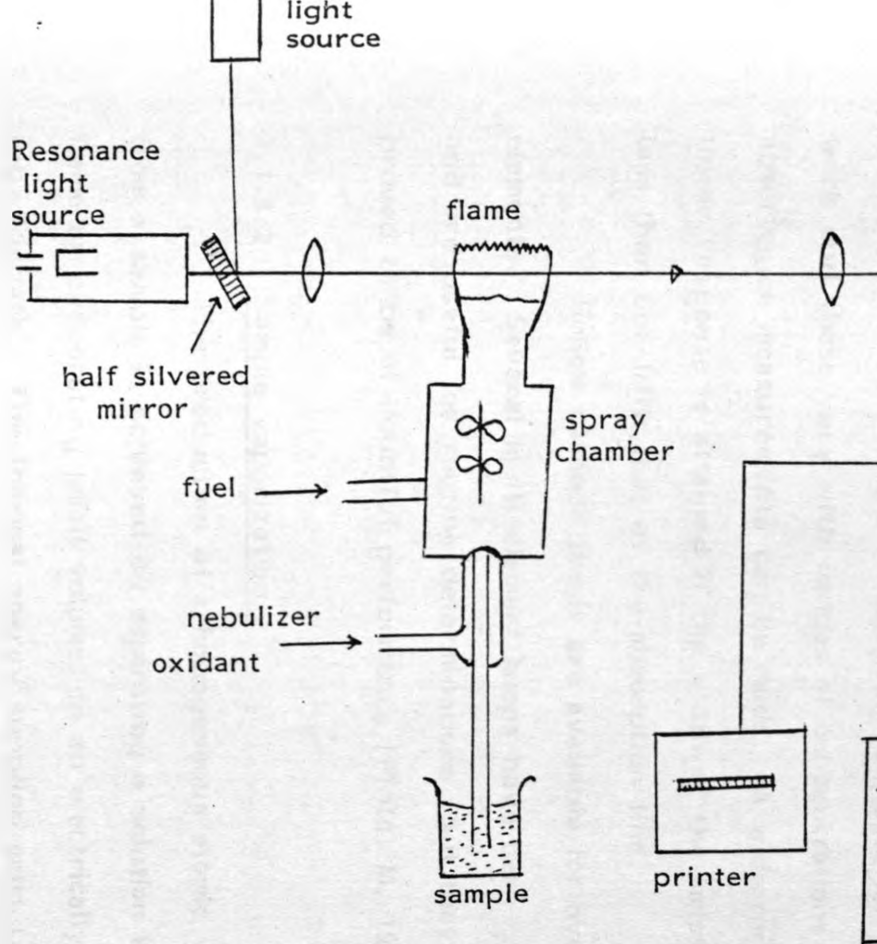 light
source
Resonance
light
source
flame
half silvered
mirror
spray
chamber
fuel
nebulizer
oxidant
sample
printer